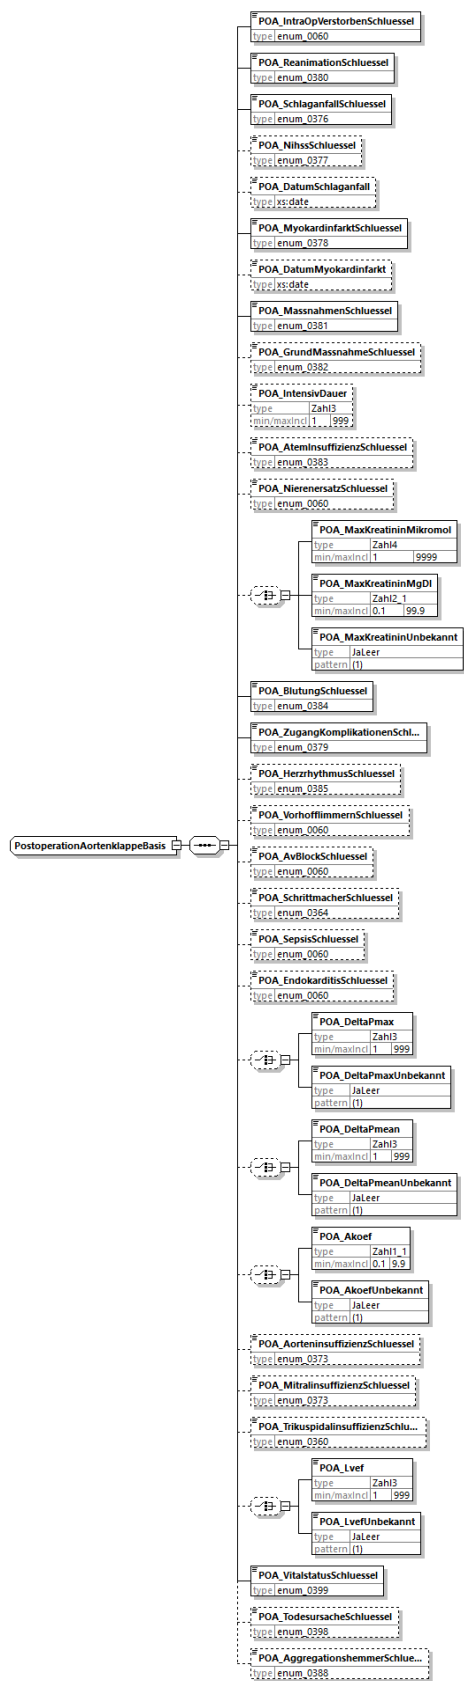 POA_IntraOpVerstorbenSchluessel
type enum_0060
POA_ReanimationSchluessel
type enum_0380
POA_SchlaganfallSchluessel
type enum_0376
POA_NihssSchluessel
type enum_0377
POA_DatumSchlaganfall
type xs:date
POA_MyokardinfarktSchluessel
type enum_0378
POA_DatumMyokardinfarkt
type xs:date
POA_MassnahmenSchluessel
type enum_0381
POA_GrundMassnahmeSchluessel
type enum_0382
POA_IntensivDauer
type Zahl3
min/maxIncl 1 999
POA_AtemInsuffizienzSchluessel
type enum_0383
POA_NierenersatzSchluessel
type enum_0060
POA_MaxKreatininMikromol
type Zahl4
min/maxIncl 1 9999
POA_MaxKreatininMgDl
type Zahl2_1
min/maxIncl 0.1 99.9
POA_MaxKreatininUnbekannt
type JaLeer
pattern (1)
POA_BlutungSchluessel
type enum_0384
POA_ZugangKomplikationenSchl...
type enum_0379
POA_HerzrhythmusSchluessel
type enum_0385
POA_VorhofflimmernSchluessel
type enum_0060
PostoperationAortenklappeBasis
POA_AvBlockSchluessel
type enum_0060
POA_SchrittmacherSchluessel
type enum_0364
POA_SepsisSchluessel
type enum_0060
POA_EndokarditisSchluessel
type enum_0060
POA_DeltaPmax
type Zahl3
min/maxIncl 1 999
POA_DeltaPmaxUnbekannt
type JaLeer
pattern (1)
POA_DeltaPmean
type Zahl3
min/maxIncl 1 999
POA_DeltaPmeanUnbekannt
type JaLeer
pattern (1)
POA_Akoef
type Zahl1_1
min/maxIncl 0.1 9.9
POA_AkoefUnbekannt
type JaLeer
pattern (1)
POA_AorteninsuffizienzSchluessel
type enum_0373
POA_MitralinsuffizienzSchluessel
type enum_0373
POA_TrikuspidalinsuffizienzSchlu...
type enum_0360
POA_Lvef
type Zahl3
min/maxIncl 1 999
POA_LvefUnbekannt
type JaLeer
pattern (1)
POA_VitalstatusSchluessel
type enum_0399
POA_TodesursacheSchluessel
type enum_0398
POA_AggregationshemmerSchlue...
type enum_0388